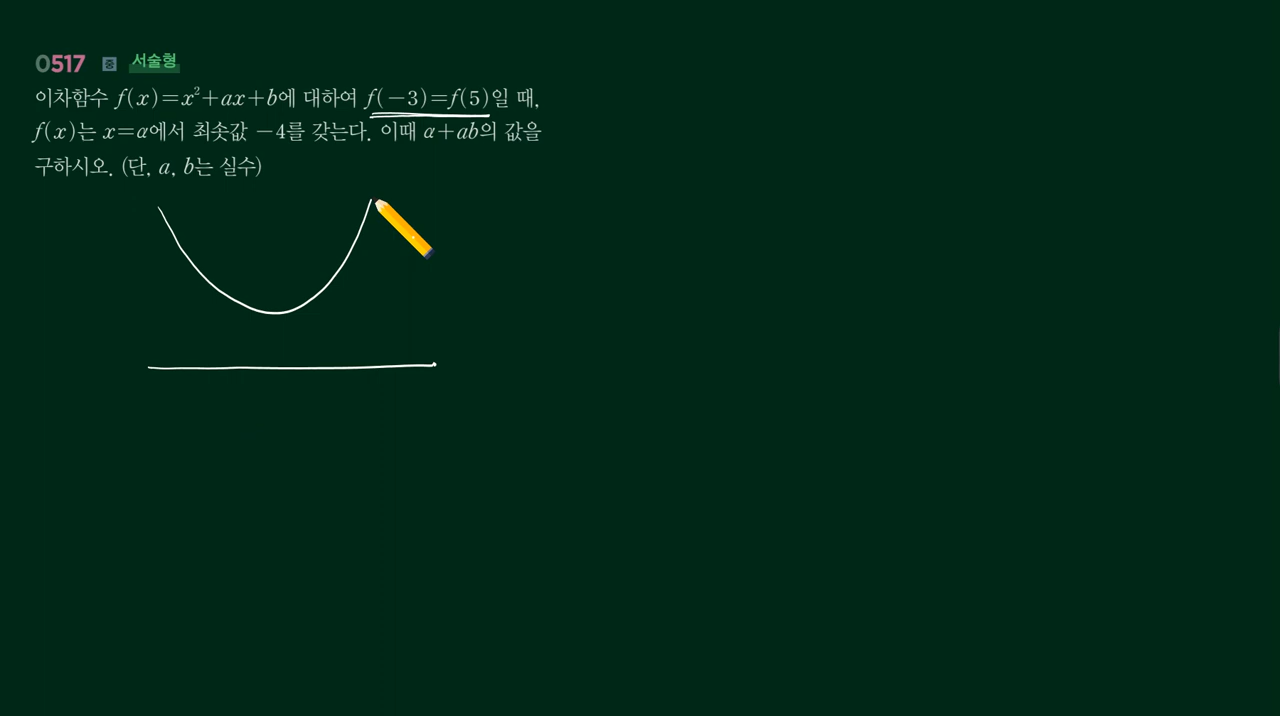 0517 중 서술형
이차함수 f(x)=x²+ax+b에 대하여 f(-3)=f(5)일 때,
f(x)는 x=α에서 최솟값 -4를 갖는다. 이때 α+ab의 값을
구하시오. (단, a, b는 실수)